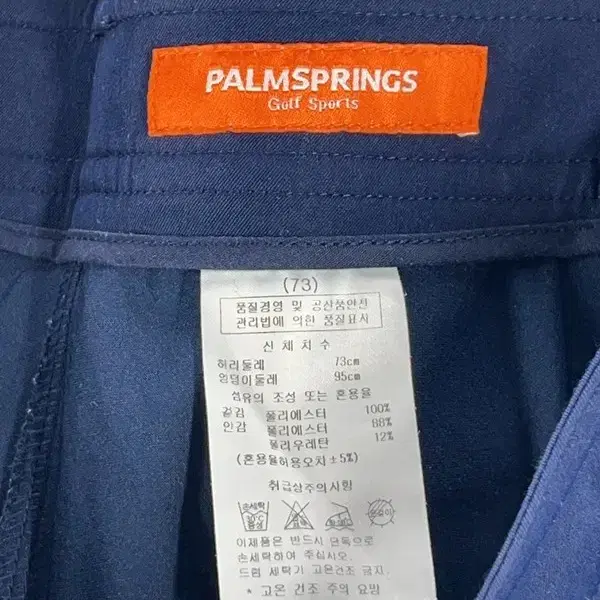 PALMSPRINGS
Golf Sports
(73)
품질경영 및 공산품안전
관리법에 의한 품질표시
신체치수
허리둘레 73cm
엉덩이둘레 95cm
섬유의 조성 또는 혼용율
겉감 폴리에스터 100%
안감 폴리에스터 88%
폴리우레탄 12%
(혼용율허용오차±5%)
취급상주의사항
손세탁
30°C
중성
이제품은 반드시 단독으로
손세탁하여 주십시오.
드럼 세탁기 고온건조 금지.
* 고온 건조 주의 요망